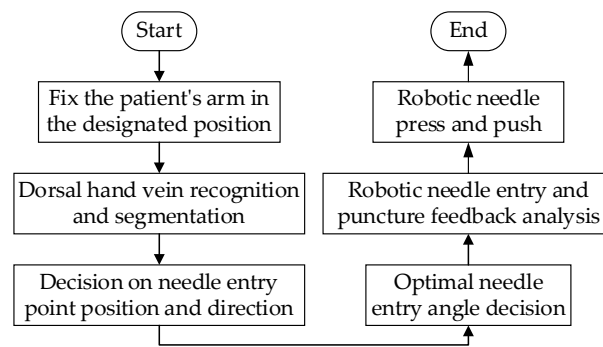 Start
Fix the patient's arm in
the designated position
Dorsal hand vein recognition
and segmentation
Decision on needle entry
point position and direction
Optimal needle
entry angle decision
Robotic needle entry and
puncture feedback analysis
Robotic needle
press and push
End